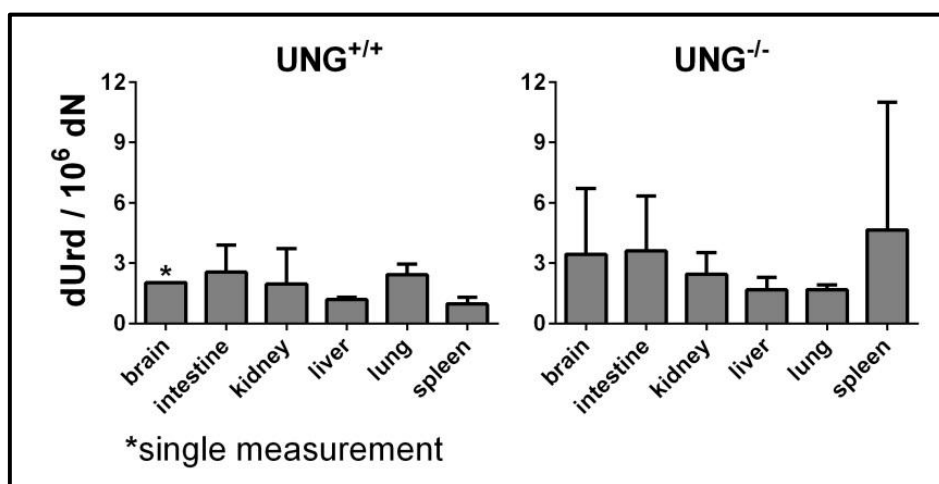 UNG+/+
dUrd / 10^6 dN
12
9
6
3
0
*
brain
intestine
kidney
liver
lung
spleen
UNG-/-
12
9
6
3
0
brain
intestine
kidney
liver
lung
spleen
*single measurement